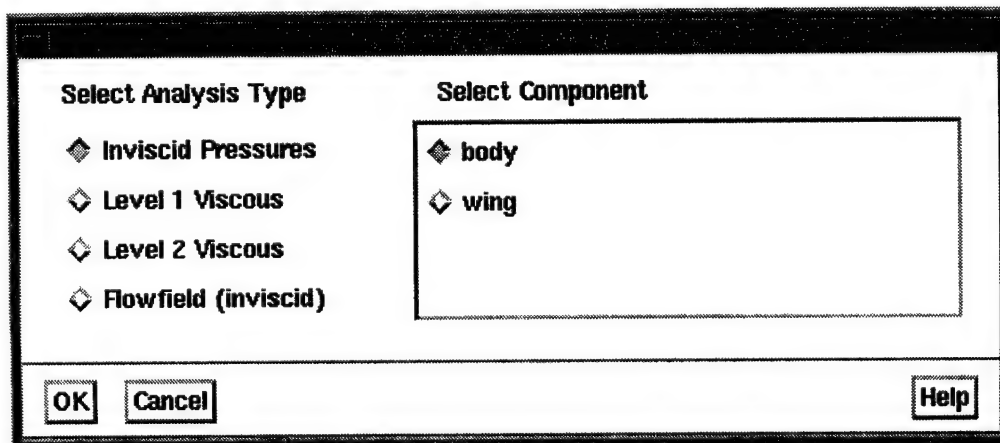 Select Analysis Type
Inviscid Pressures
Level 1 Viscous
Level 2 Viscous
Flowfield (inviscid)
Select Component
body
wing
OK
Cancel
Help